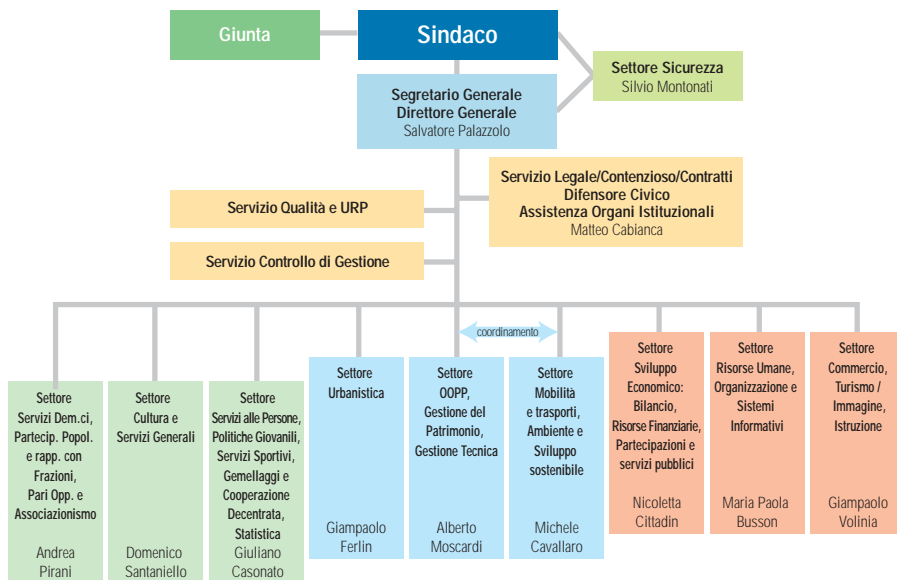 Giunta
Sindaco
Settore Sicurezza
Silvio Montonati
Segretario Generale
Direttore Generale
Salvatore Palazzolo
Servizio Legale/Contenzioso/Contratti
Difensore Civico
Assistenza Organi Istituzionali
Matteo Cabianca
Servizio Qualità e URP
Servizio Controllo di Gestione
coordinamento
Settore
Servizi Dem.ci,
Partecip. Popol.
e rapp. con
Frazioni,
Pari Opp. e
Associazionismo
Andrea
Pirani
Settore
Cultura e
Servizi Generali
Domenico
Santaniello
Settore
Servizi alle Persone,
Politiche Giovanili,
Servizi Sportivi,
Gemellaggi e
Cooperazione
Decentrata,
Statistica
Giuliano
Casonato
Settore
Urbanistica
Giampaolo
Ferlin
Settore
OOPP,
Gestione del
Patrimonio,
Gestione Tecnica
Alberto
Moscardi
Settore
Mobilità
e trasporti,
Ambiente e
Sviluppo
sostenibile
Michele
Cavallaro
Settore
Sviluppo
Economico:
Bilancio,
Risorse Finanziarie,
Partecipazioni e
servizi pubblici
Nicoletta
Cittadin
Settore
Risorse Umane,
Organizzazione e
Sistemi
Informativi
Maria Paola
Busson
Settore
Commercio,
Turismo /
Immagine,
Istruzione
Giampaolo
Volinia